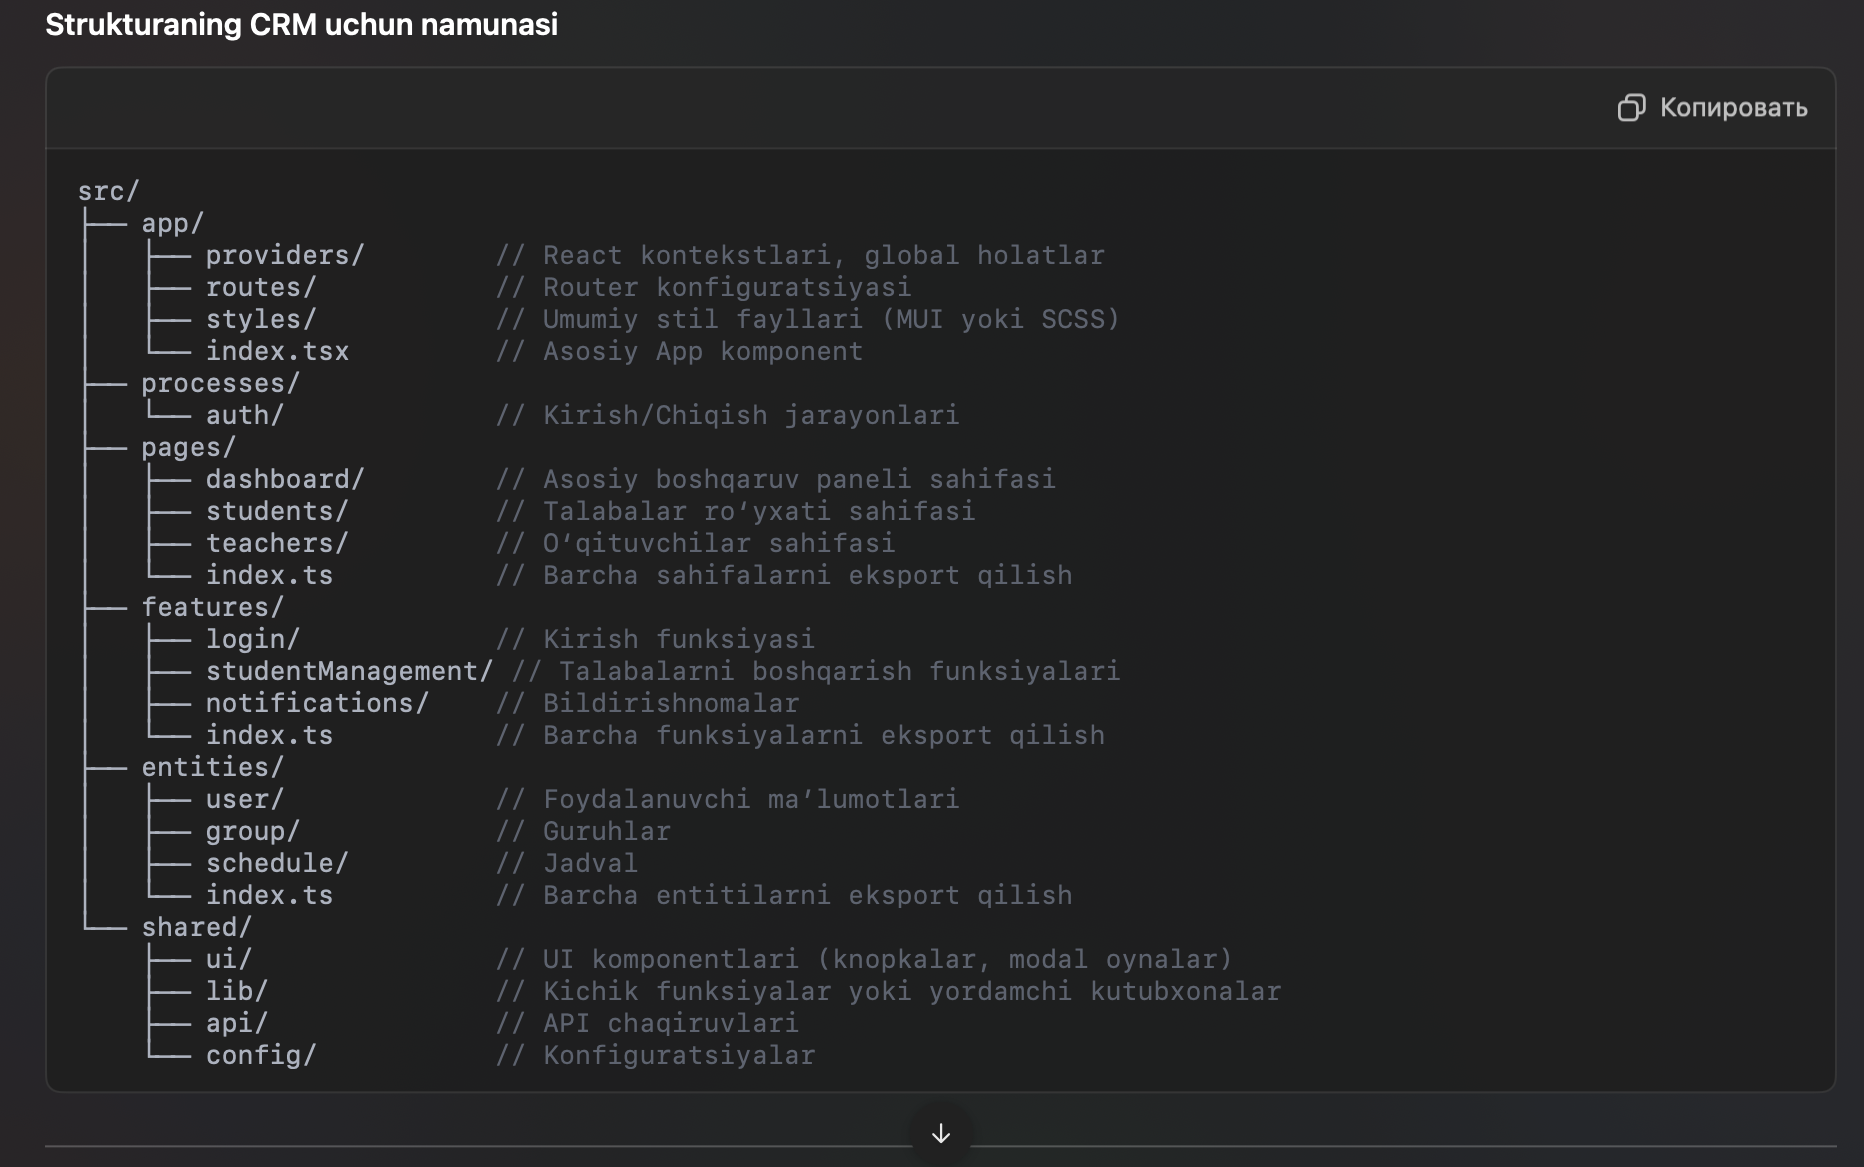 Strukturaning CRM uchun namunasi
Копировать
src/
├── app/
│   ├── providers/        // React kontekstlari, global holatlar
│   ├── routes/           // Router konfiguratsiyasi
│   ├── styles/           // Umumiy stil fayllari (MUI yoki SCSS)
│   └── index.tsx         // Asosiy App komponent
├── processes/
│   └── auth/             // Kirish/Chiqish jarayonlari
├── pages/
│   ├── dashboard/        // Asosiy boshqaruv paneli sahifasi
│   ├── students/         // Talabalar ro‘yxati sahifasi
│   ├── teachers/         // O‘qituvchilar sahifasi
│   └── index.ts          // Barcha sahifalarni eksport qilish
├── features/
│   ├── login/            // Kirish funksiyasi
│   ├── studentManagement/ // Talabalarni boshqarish funksiyalari
│   ├── notifications/    // Bildirishnomalar
│   └── index.ts          // Barcha funksiyalarni eksport qilish
├── entities/
│   ├── user/             // Foydalanuvchi ma’lumotlari
│   ├── group/            // Guruhlar
│   ├── schedule/         // Jadval
│   └── index.ts          // Barcha entitilarni eksport qilish
└── shared/
    ├── ui/               // UI komponentlari (knopkalar, modal oynalar)
    ├── lib/              // Kichik funksiyalar yoki yordamchi kutubxonalar
    ├── api/              // API chaqiruvlari
    └── config/           // Konfiguratsiyalar